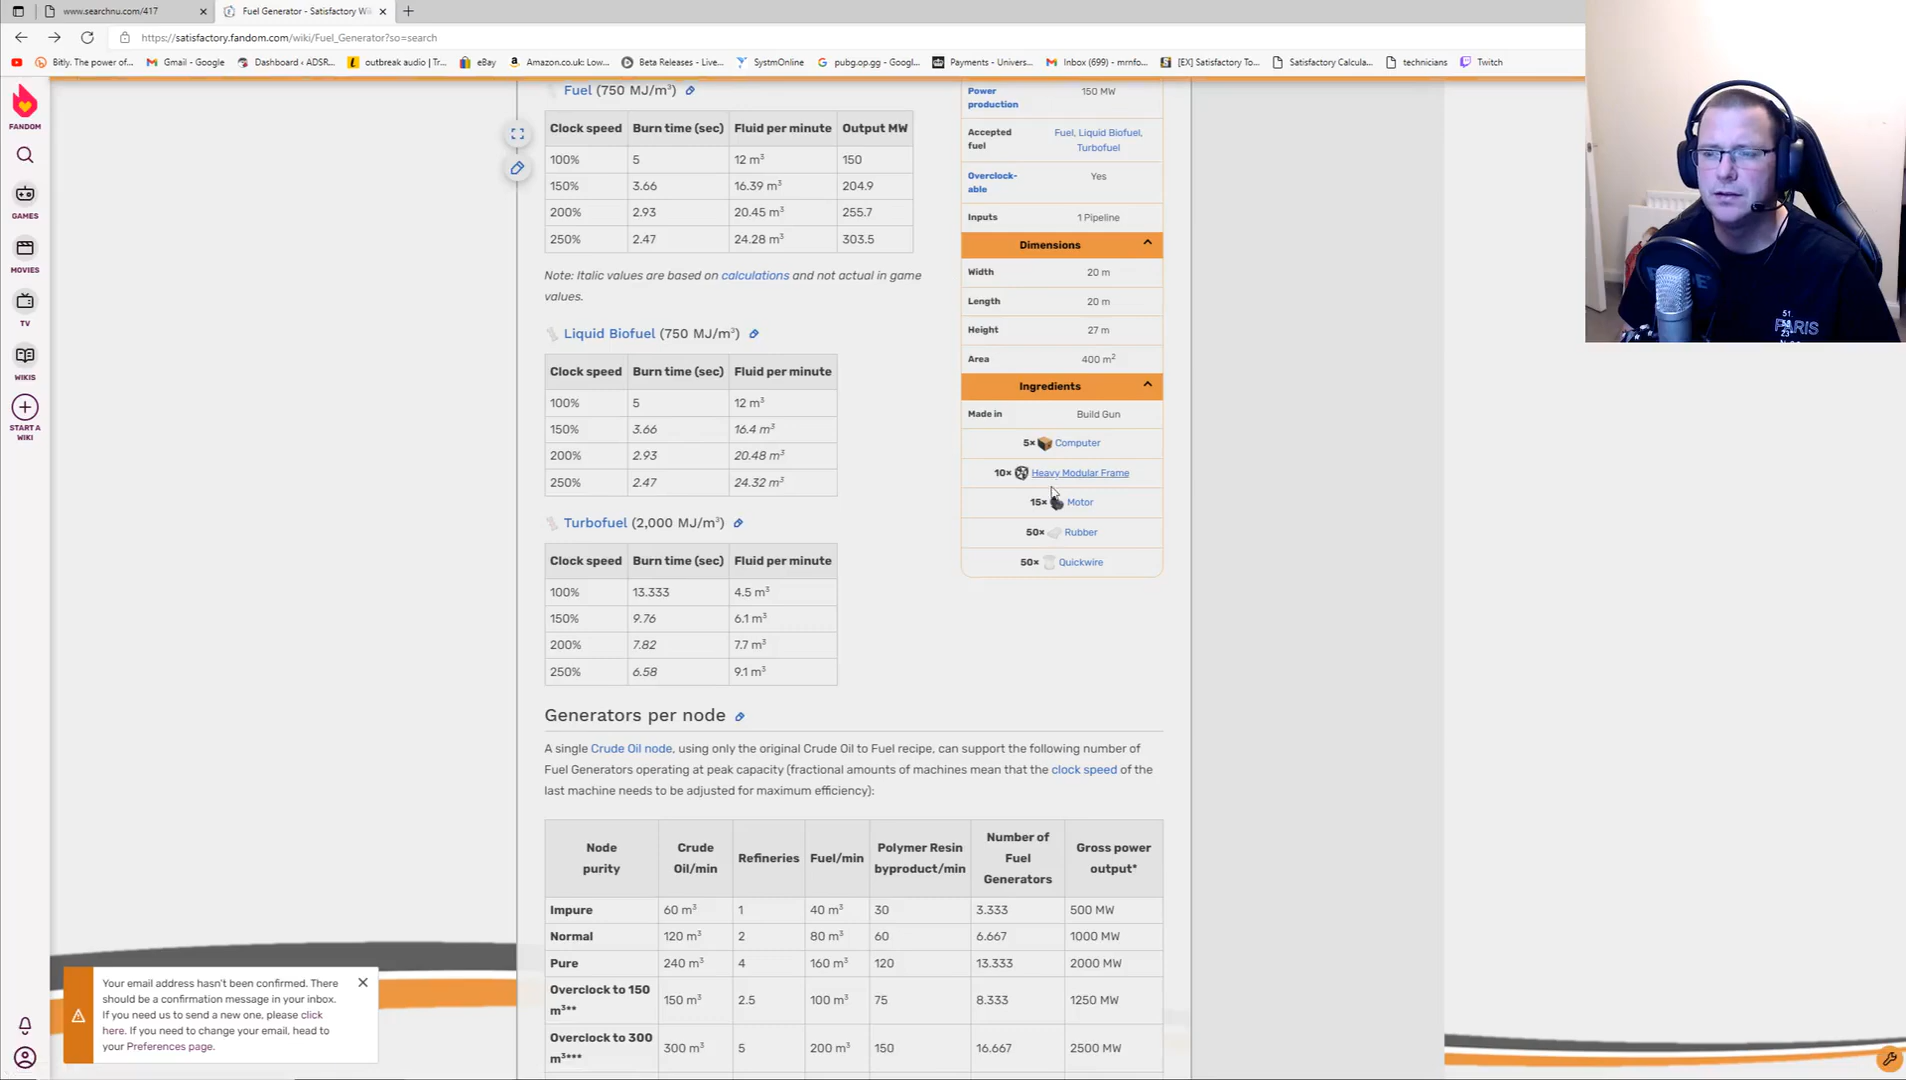 www.searchnu.com/417
Fuel Generator - Satisfactory Wi
https://satisfactory.fandom.com/wiki/Fuel_Generator?so=search
Bitly. The power of...
Gmail - Google
Dashboard ‹ ADSR...
outbreak audio | Tr...
eBay
Amazon.co.uk: Low...
Beta Releases - Live...
SystmOnline
pubg.op.gg - Googl...
Payments - Univers...
Inbox (699) - mrnfo...
[EX] Satisfactory To...
Satisfactory Calcula...
technicians
Twitch
FANDOM
GAMES
MOVIES
TV
WIKIS
START A
WIKI
Fuel (750 MJ/m³)
Clock speed Burn time (sec) Fluid per minute Output MW
100% 5 12 m³ 150
150% 3.66 16.39 m³ 204.9
200% 2.93 20.45 m³ 255.7
250% 2.47 24.28 m³ 303.5
Note: Italic values are based on calculations and not actual in game
values.
Liquid Biofuel (750 MJ/m³)
Clock speed Burn time (sec) Fluid per minute
100% 5 12 m³
150% 3.66 16.4 m³
200% 2.93 20.48 m³
250% 2.47 24.32 m³
Turbofuel (2,000 MJ/m³)
Clock speed Burn time (sec) Fluid per minute
100% 13.333 4.5 m³
150% 9.76 6.1 m³
200% 7.82 7.7 m³
250% 6.58 9.1 m³
Power
production
150 MW
Accepted
fuel
Fuel, Liquid Biofuel,
Turbofuel
Overclock-
able
Yes
Inputs 1 Pipeline
Dimensions
Width 20 m
Length 20 m
Height 27 m
Area 400 m²
Ingredients
Made in Build Gun
5× Computer
10× Heavy Modular Frame
15× Motor
50× Rubber
50× Quickwire
Generators per node
A single Crude Oil node, using only the original Crude Oil to Fuel recipe, can support the following number of
Fuel Generators operating at peak capacity (fractional amounts of machines mean that the clock speed of the
last machine needs to be adjusted for maximum efficiency):
Node
purity
Crude
Oil/min
Refineries
Fuel/min
Polymer Resin
byproduct/min
Number of
Fuel
Generators
Gross power
output*
Impure 60 m³ 1 40 m³ 30 3.333 500 MW
Normal 120 m³ 2 80 m³ 60 6.667 1000 MW
Pure 240 m³ 4 160 m³ 120 13.333 2000 MW
Overclock to 150
m³**
150 m³ 2.5 100 m³ 75 8.333 1250 MW
Overclock to 300
m³***
300 m³ 5 200 m³ 150 16.667 2500 MW
Your email address hasn't been confirmed. There
should be a confirmation message in your inbox.
If you need us to send a new one, please click
here. If you need to change your email, head to
your Preferences page.
PARIS